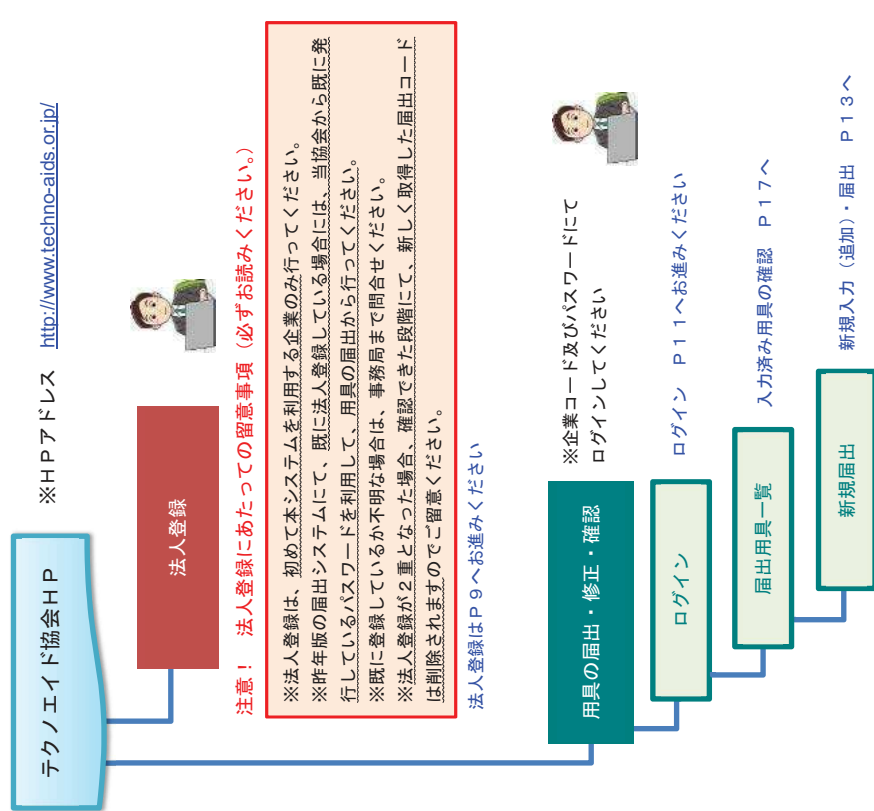 テクノエイド協会HP
※HPアドレス http://www.techno-aids.or.jp/
法人登録
注意！　法人登録にあたっての留意事項（必ずお読みください。）
※法人登録は、初めて本システムを利用する企業のみ行ってください。
※昨年版の届出システムにて、既に法人登録している場合には、当協会から既に発
行しているパスワードを利用して、用具の届出から行ってください。
※既に登録しているか不明な場合は、事務局まで問合せください。
※法人登録が２重となった場合、確認できた段階にて、新しく取得した届出コード
は削除されますのでご留意ください。
法人登録はＰ９へお進みください
用具の届出・修正・確認
※企業コード及びパスワードにて
ログインしてください
ログイン
ログイン　Ｐ１１へお進みください
届出用具一覧
入力済み用具の確認　Ｐ１７へ
新規届出
新規入力（追加）・届出　Ｐ１３へ